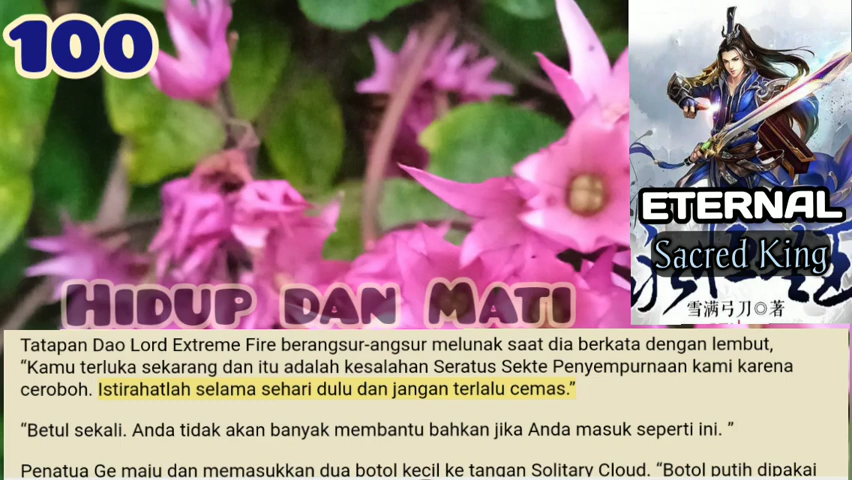 100
ETERNAL
Sacred King
雪满弓刀◎著
HIDUP DAN MATI
Tatapan Dao Lord Extreme Fire berangsur-angsur melunak saat dia berkata dengan lembut,
“Kamu terluka sekarang dan itu adalah kesalahan Seratus Sekte Penyempurnaan kami karena
ceroboh. Istirahatlah selama sehari dulu dan jangan terlalu cemas.”
“Betul sekali. Anda tidak akan banyak membantu bahkan jika Anda masuk seperti ini. ”
Penatua Ge maju dan memasukkan dua botol kecil ke tangan Solitary Cloud. “Botol putih dipakai